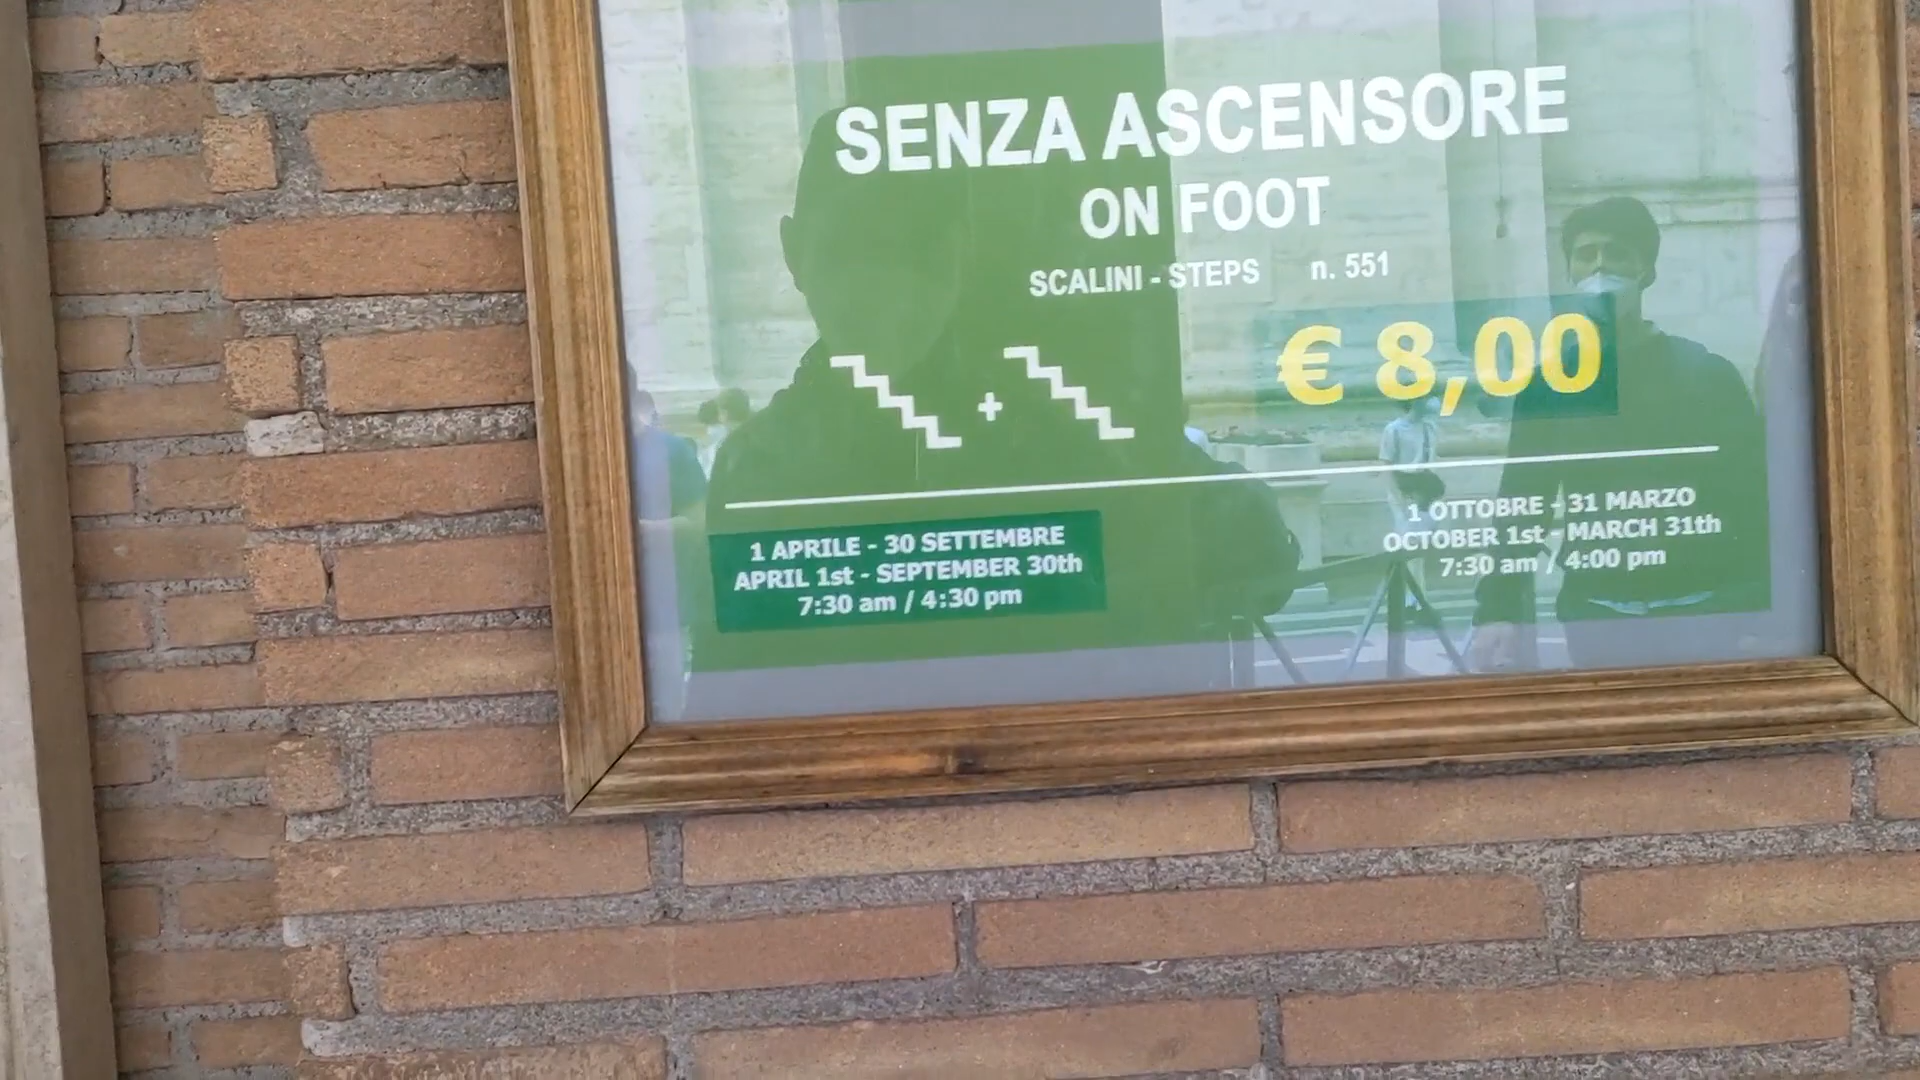 SENZA ASCENSORE
ON FOOT
SCALINI - STEPS n. 551
+
€ 8,00
1 APRILE - 30 SETTEMBRE
APRIL 1st - SEPTEMBER 30th
7:30 am / 4:30 pm
1 OTTOBRE - 31 MARZO
OCTOBER 1st - MARCH 31th
7:30 am / 4:00 pm